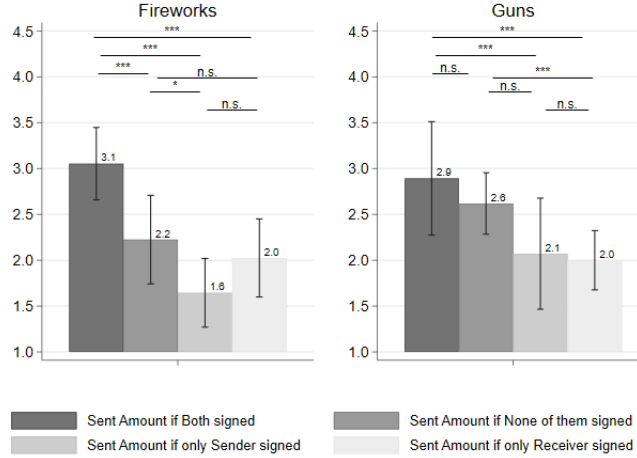 Fireworks
Guns
4.5
4.0
3.5
3.0
2.5
2.0
1.5
1.0
***
***
***
n.s.
*
n.s.
3.1
2.2
1.6
2.0
4.5
4.0
3.5
3.0
2.5
2.0
1.5
1.0
***
***
n.s.
***
n.s.
n.s.
2.9
2.6
2.1
2.0
Sent Amount if Both signed
Sent Amount if None of them signed
Sent Amount if only Sender signed
Sent Amount if only Receiver signed